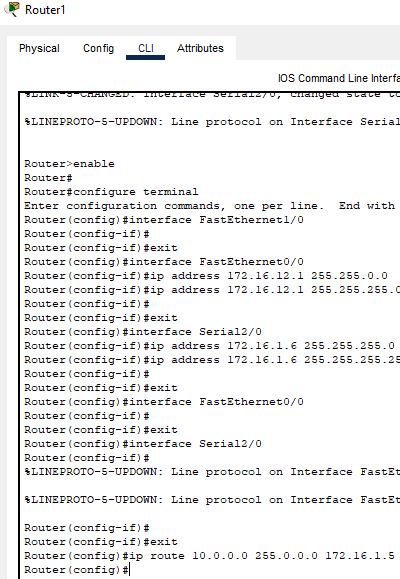 Router1
Physical Config CLI Attributes
IOS Command Line Interfa
%LINK-5-CHANGED: Interface Serial2/0, changed state to
%LINEPROTO-5-UPDOWN: Line protocol on Interface Serial
Router>enable
Router#
Router#configure terminal
Enter configuration commands, one per line. End with
Router(config)#interface FastEthernet1/0
Router(config-if)#
Router(config-if)#exit
Router(config)#interface FastEthernet0/0
Router(config-if)#ip address 172.16.12.1 255.255.0.0
Router(config-if)#ip address 172.16.12.1 255.255.255.0
Router(config-if)#
Router(config-if)#exit
Router(config)#interface Serial2/0
Router(config-if)#ip address 172.16.1.6 255.255.255.0
Router(config-if)#ip address 172.16.1.6 255.255.255.25
Router(config-if)#
Router(config-if)#exit
Router(config)#interface FastEthernet0/0
Router(config-if)#
Router(config-if)#exit
Router(config)#interface Serial2/0
Router(config-if)#
%LINEPROTO-5-UPDOWN: Line protocol on Interface FastEt
%LINEPROTO-5-UPDOWN: Line protocol on Interface FastEt
Router(config-if)#
Router(config-if)#exit
Router(config)#ip route 10.0.0.0 255.0.0.0 172.16.1.5
Router(config)#